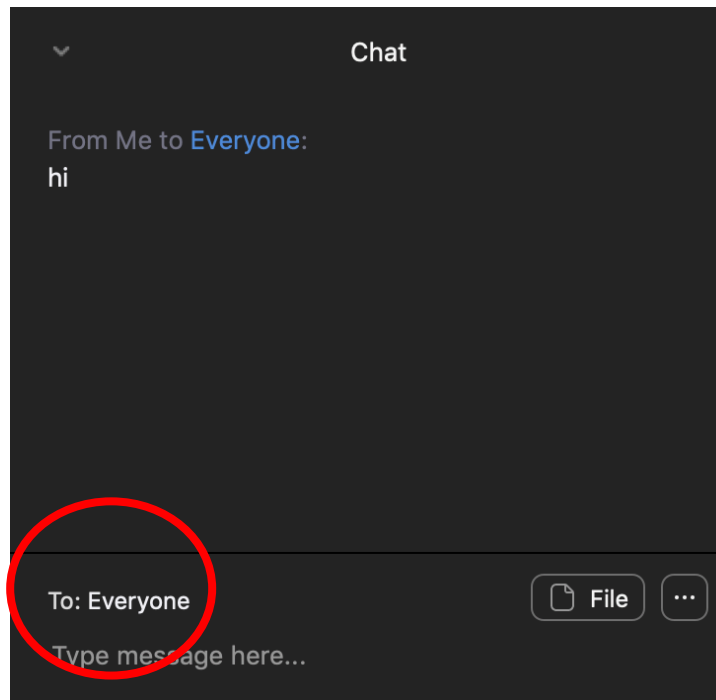 Chat
From Me to Everyone:
hi
To: Everyone
File
Type message here...